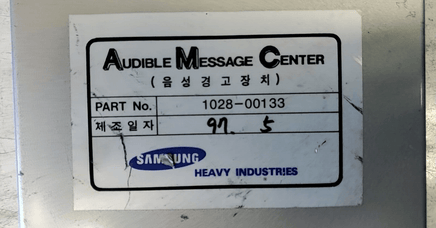 AUDIBLE MESSAGE CENTER
(음성경고장치)
PART No. 1028-00133
제조일자 97. 5
SAMSUNG
HEAVY INDUSTRIES